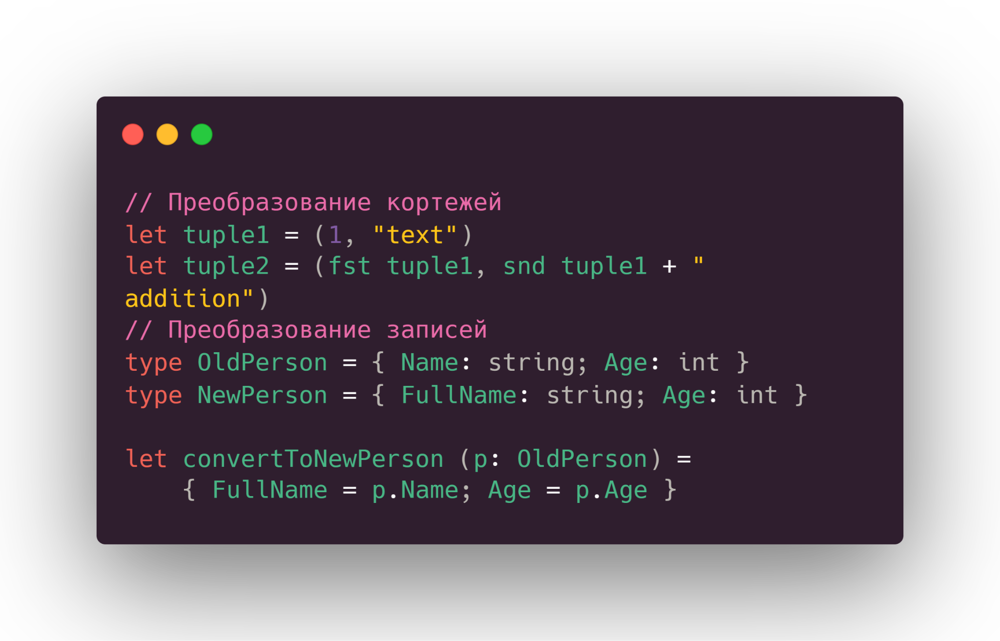 // Преобразование кортежей
let tuple1 = (1, "text")
let tuple2 = (fst tuple1, snd tuple1 + "
addition")
// Преобразование записей
type OldPerson = { Name: string; Age: int }
type NewPerson = { FullName: string; Age: int }
let convertToNewPerson (p: OldPerson) =
    { FullName = p.Name; Age = p.Age }